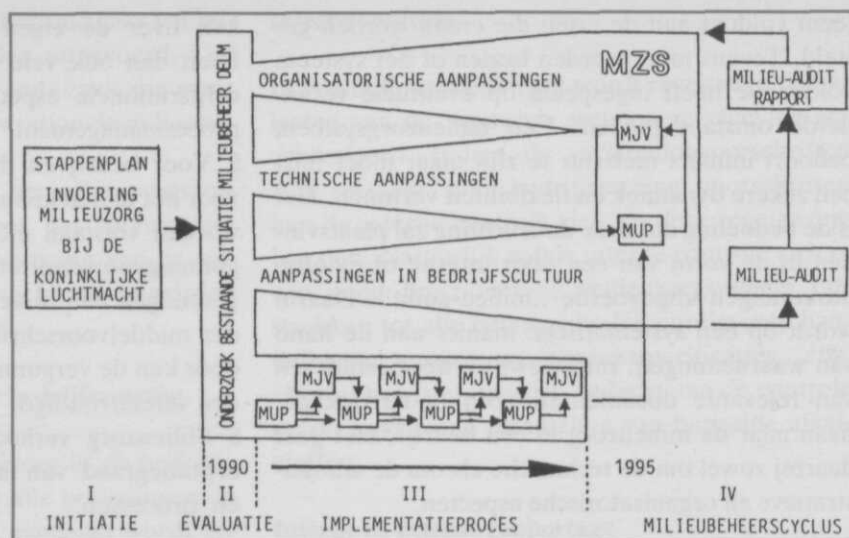 STAPPENPLAN
INVOERING
MILIEUZORG
BIJ DE
KONINKLIJKE
LUCHTMACHT
ONDERZOEK BESTAANDE SITUATIE MILIEUBEHEER
ORGANISATORISCHE AANPASSINGEN
MZS
MILIEU-AUDIT
RAPPORT
MJV
TECHNISCHE AANPASSINGEN
MUP
AANPASSINGEN IN BEDRIJFSCULTUUR
MILIEU-AUDIT
MJV MJV MJV MJV
MUP MUP MUP MUP
1990 1995
I II III IV
INITIATIE EVALUATIE IMPLEMENTATIEPROCES MILIEUBEHEERSCYCLUS